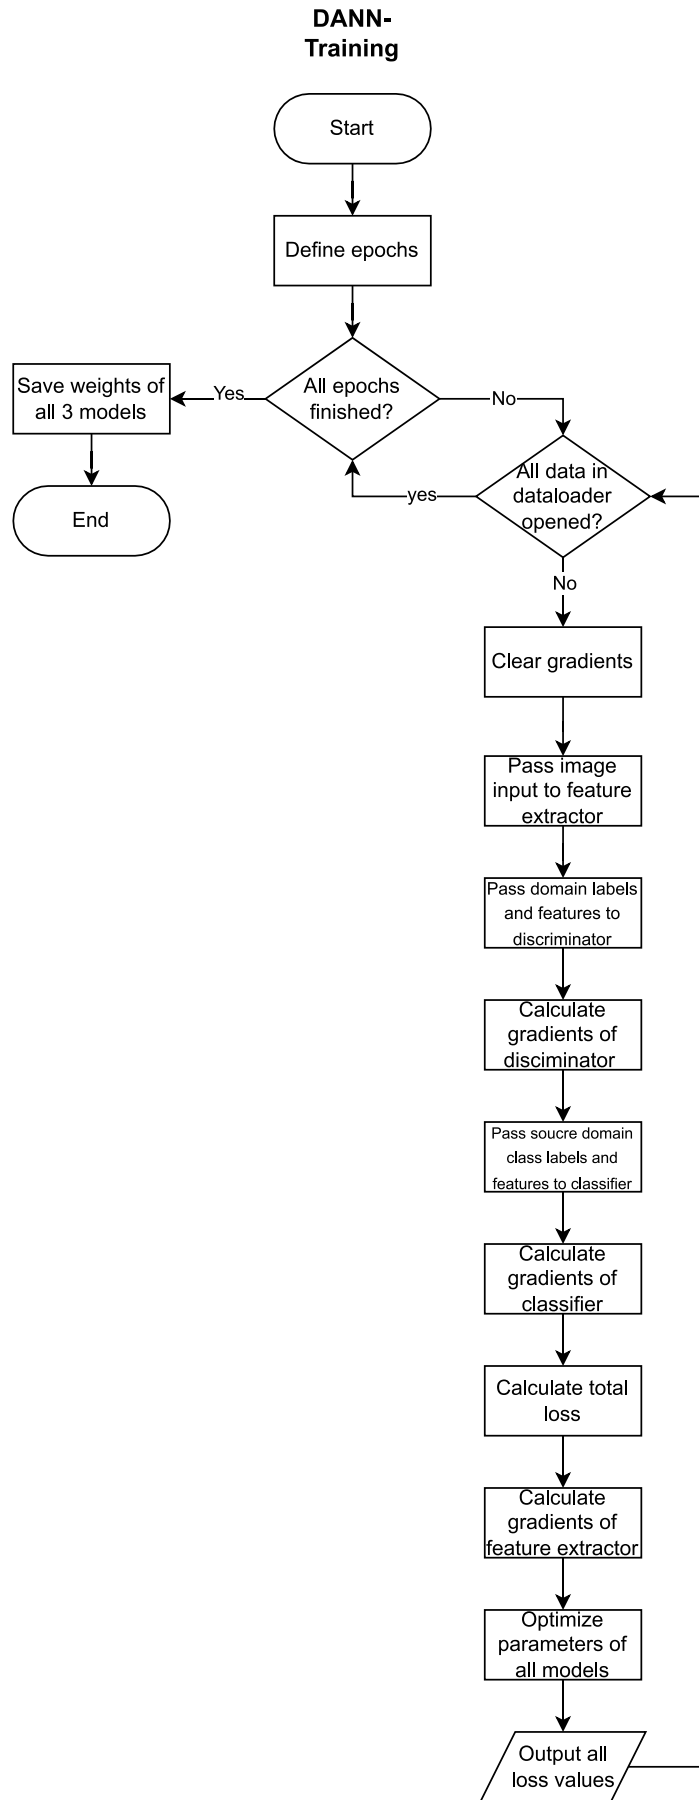 DANN-
Training
Start
Define epochs
All epochs
finished?
Yes
No
Save weights of
all 3 models
End
All data in
dataloader
opened?
yes
No
Clear gradients
Pass image
input to feature
extractor
Pass domain labels
and features to
discriminator
Calculate
gradients of
disciminator
Pass soucre domain
class labels and
features to classifier
Calculate
gradients of
classifier
Calculate total
loss
Calculate
gradients of
feature extractor
Optimize
parameters of
all models
Output all
loss values